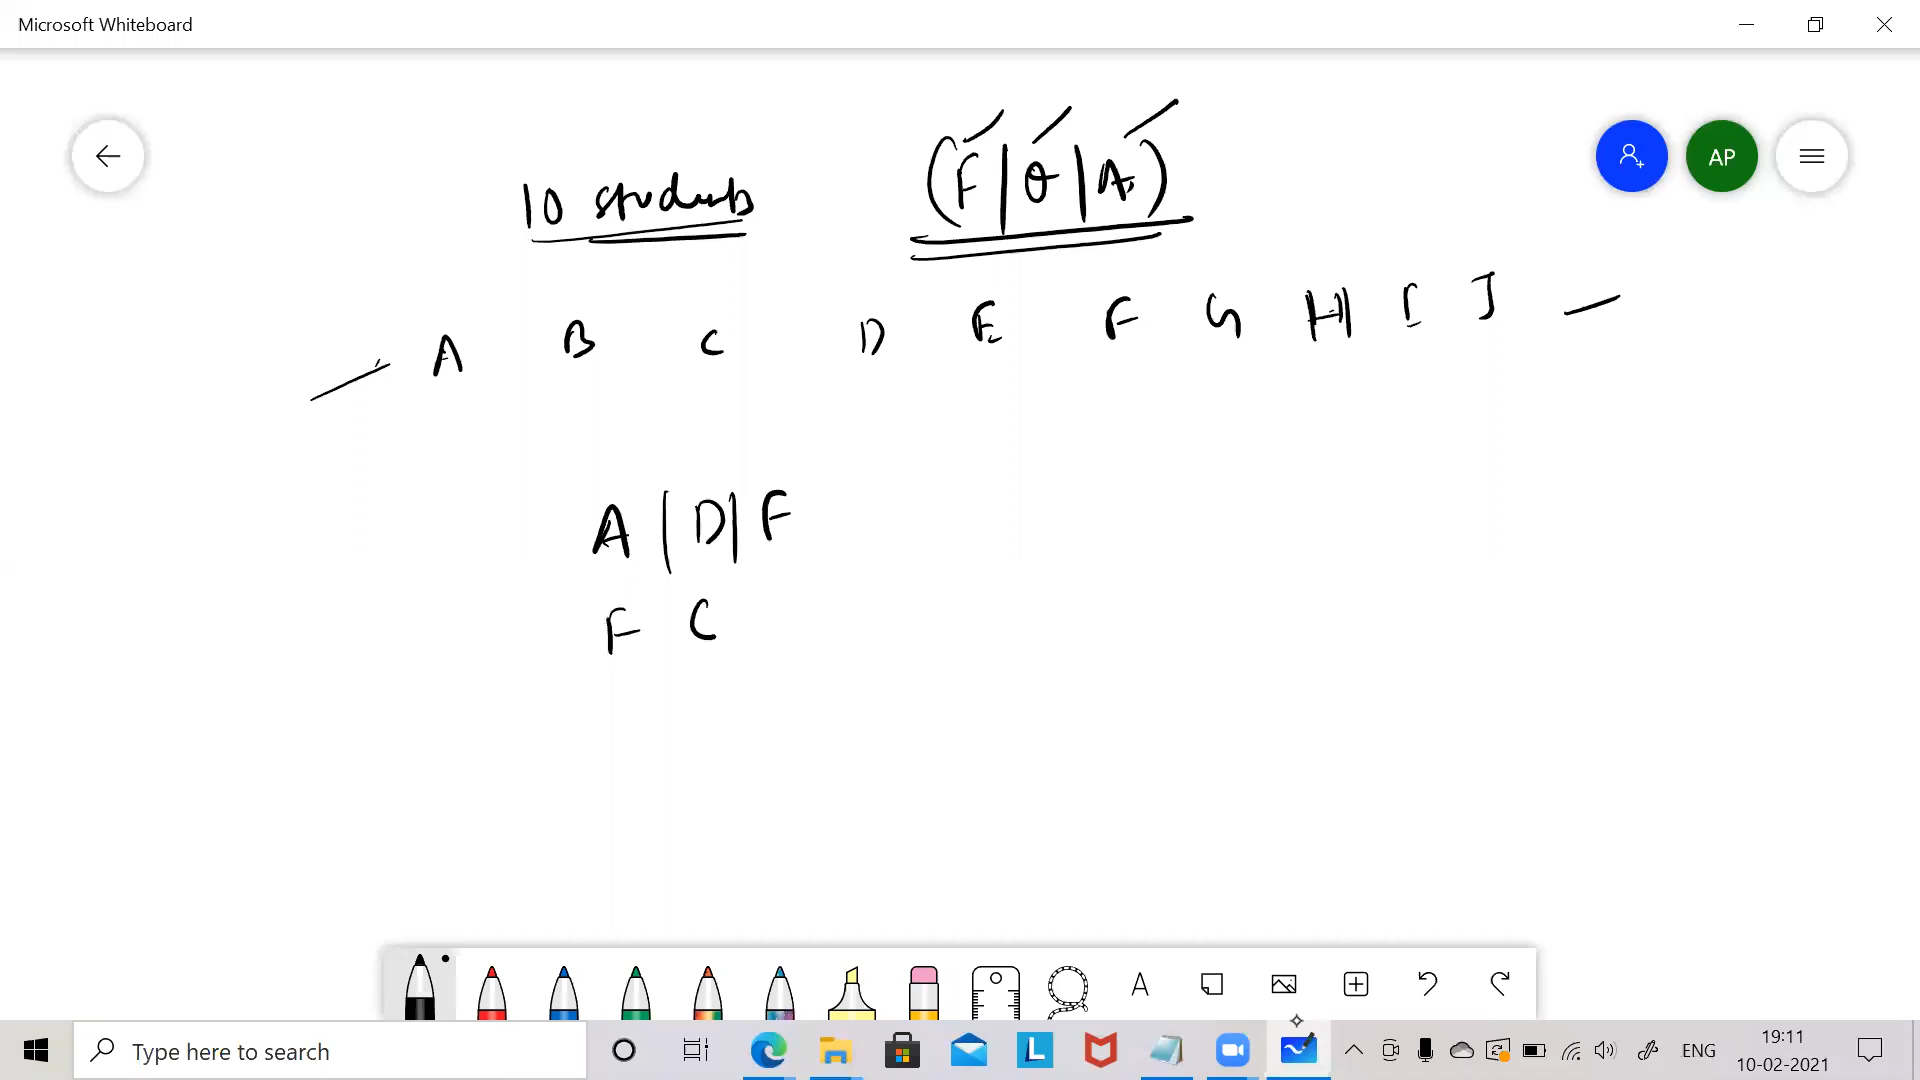 Microsoft Whiteboard
10 students (F|O|A)
AP
A B C D E F G H I J
A | D | F
F C
Type here to search
ENG
19:11
10-02-2021